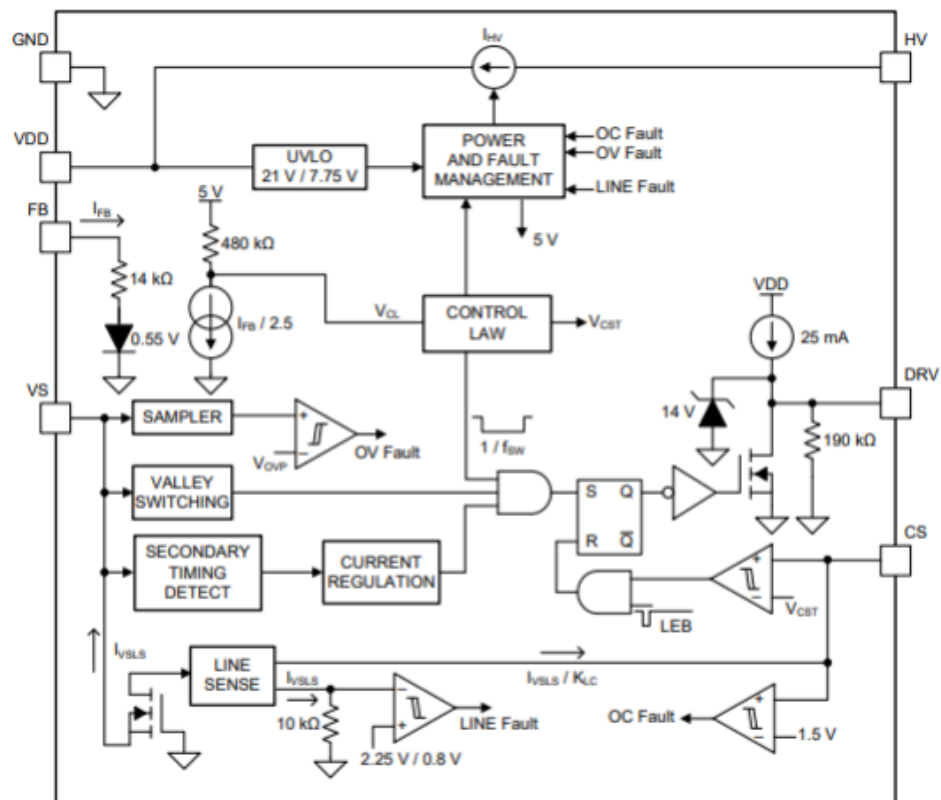 GND
I_HV
HV
VDD
UVLO
21 V / 7.75 V
POWER
AND FAULT
MANAGEMENT
OC Fault
OV Fault
LINE Fault
FB
I_FB
5 V
5 V
480 kΩ
14 kΩ
VDD
0.55 V
I_FB / 2.5
V_CL
CONTROL
LAW
V_CST
25 mA
VS
DRV
SAMPLER
+
−
V_OVP
OV Fault
1 / f_SW
14 V
190 kΩ
VALLEY
SWITCHING
S Q
R Q̅
SECONDARY
TIMING
DETECT
CURRENT
REGULATION
CS
+
−
V_CST
LEB
I_VSLS
LINE
SENSE
I_VSLS
I_VSLS / K_LC
10 kΩ
−
+
LINE Fault
2.25 V / 0.8 V
OC Fault
+
−
1.5 V